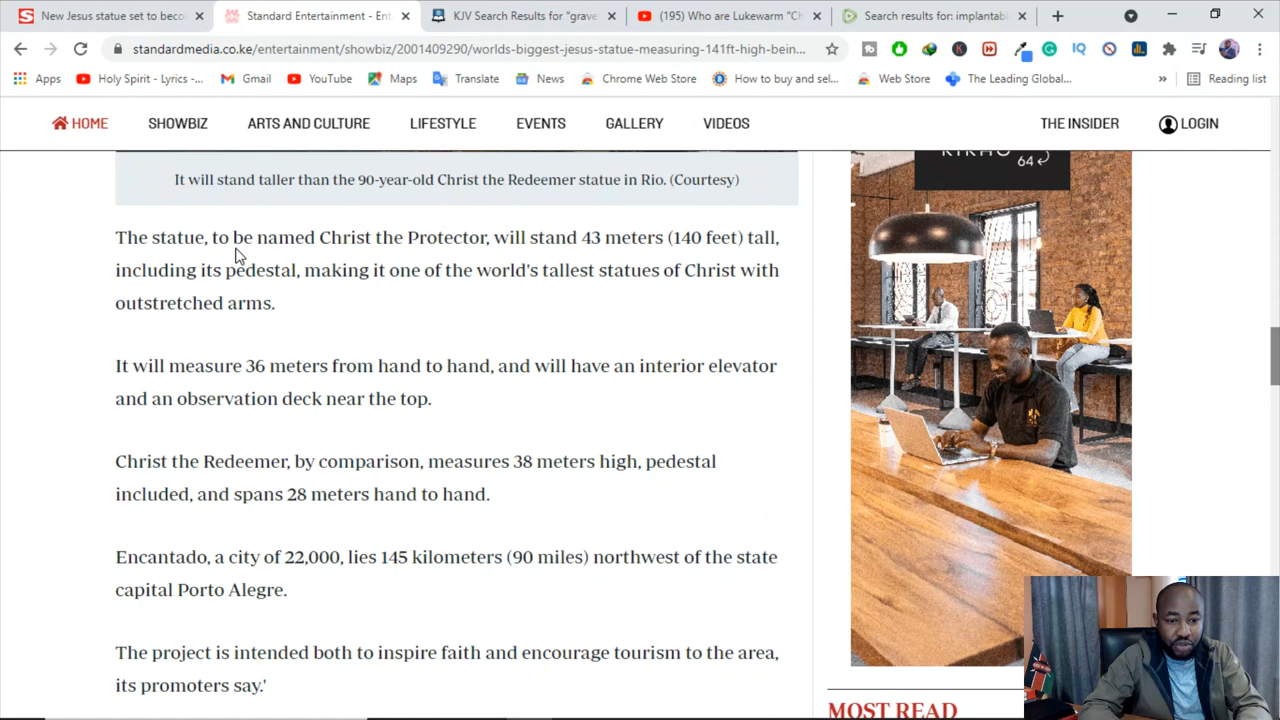 New Jesus statue set to beco
Standard Entertainment - Ent
KJV Search Results for "grave
(195) Who are Lukewarm "Ch
Search results for: implantab
standardmedia.co.ke/entertainment/showbiz/2001409290/worlds-biggest-jesus-statue-measuring-141ft-high-bein...
Apps
Holy Spirit - Lyrics -...
Gmail
YouTube
Maps
Translate
News
Chrome Web Store
How to buy and sel...
Web Store
The Leading Global...
»
Reading list
HOME
SHOWBIZ
ARTS AND CULTURE
LIFESTYLE
EVENTS
GALLERY
VIDEOS
THE INSIDER
LOGIN
64
It will stand taller than the 90-year-old Christ the Redeemer statue in Rio. (Courtesy)
The statue, to be named Christ the Protector, will stand 43 meters (140 feet) tall,
including its pedestal, making it one of the world's tallest statues of Christ with
outstretched arms.
It will measure 36 meters from hand to hand, and will have an interior elevator
and an observation deck near the top.
Christ the Redeemer, by comparison, measures 38 meters high, pedestal
included, and spans 28 meters hand to hand.
Encantado, a city of 22,000, lies 145 kilometers (90 miles) northwest of the state
capital Porto Alegre.
The project is intended both to inspire faith and encourage tourism to the area,
its promoters say.'
MOST READ